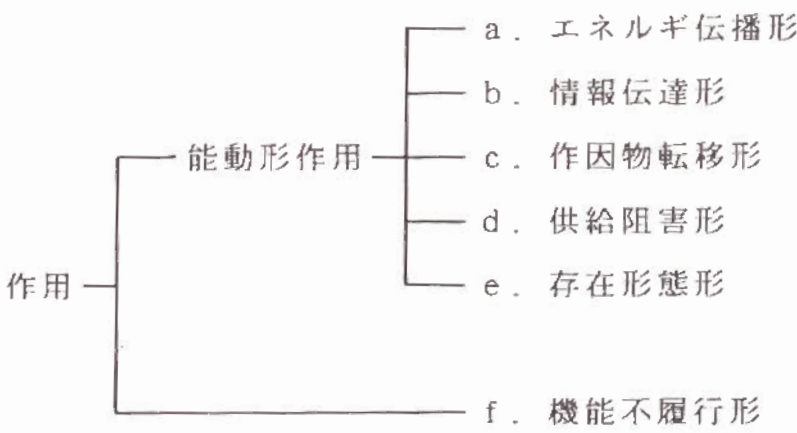 a. エネルギ伝播形
b. 情報伝達形
能動形作用
c. 作因物転移形
d. 供給阻害形
作用
e. 存在形態形
f. 機能不履行形